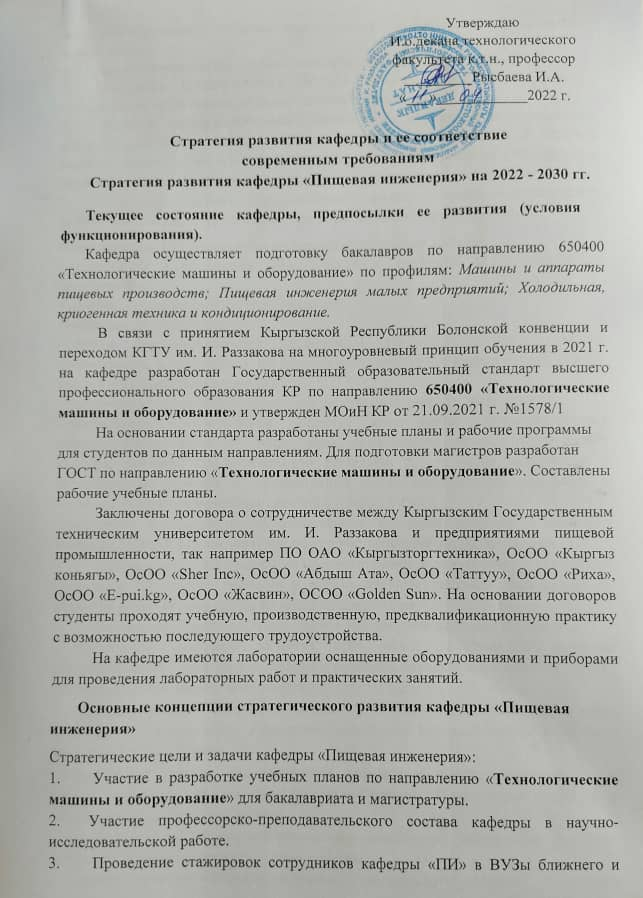 Утверждаю
И.о.декана технологического
факультета к.т.н., профессор
Рысбаева И.А.
« 11 » 04 2022 г.
Стратегия развития кафедры и ее соответствие
современным требованиям
Стратегия развития кафедры «Пищевая инженерия» на 2022 - 2030 гг.
Текущее состояние кафедры, предпосылки ее развития (условия
функционирования).
Кафедра осуществляет подготовку бакалавров по направлению 650400
«Технологические машины и оборудование» по профилям: Машины и аппараты
пищевых производств; Пищевая инженерия малых предприятий; Холодильная,
криогенная техника и кондиционирование.
В связи с принятием Кыргызской Республики Болонской конвенции и
переходом КГТУ им. И. Раззакова на многоуровневый принцип обучения в 2021 г.
на кафедре разработан Государственный образовательный стандарт высшего
профессионального образования КР по направлению 650400 «Технологические
машины и оборудование» и утвержден МОиН КР от 21.09.2021 г. №1578/1
На основании стандарта разработаны учебные планы и рабочие программы
для студентов по данным направлениям. Для подготовки магистров разработан
ГОСТ по направлению «Технологические машины и оборудование». Составлены
рабочие учебные планы.
Заключены договора о сотрудничестве между Кыргызским Государственным
техническим университетом им. И. Раззакова и предприятиями пищевой
промышленности, так например ПО ОАО «Кыргызторгтехника», ОсОО «Кыргыз
коньягы», ОсОО «Sher Inc», ОсОО «Абдыш Ата», ОсОО «Таттуу», ОсОО «Риха»,
ОсОО «E-pui.kg», ОсОО «Жасвин», ОСОО «Golden Sun». На основании договоров
студенты проходят учебную, производственную, предквалификационную практику
с возможностью последующего трудоустройства.
На кафедре имеются лаборатории оснащенные оборудованиями и приборами
для проведения лабораторных работ и практических занятий.
Основные концепции стратегического развития кафедры «Пищевая
инженерия»
Стратегические цели и задачи кафедры «Пищевая инженерия»:
1. Участие в разработке учебных планов по направлению «Технологические
машины и оборудование» для бакалавриата и магистратуры.
2. Участие профессорско-преподавательского состава кафедры в научно-
исследовательской работе.
3. Проведение стажировок сотрудников кафедры «ПИ» в ВУЗы ближнего и